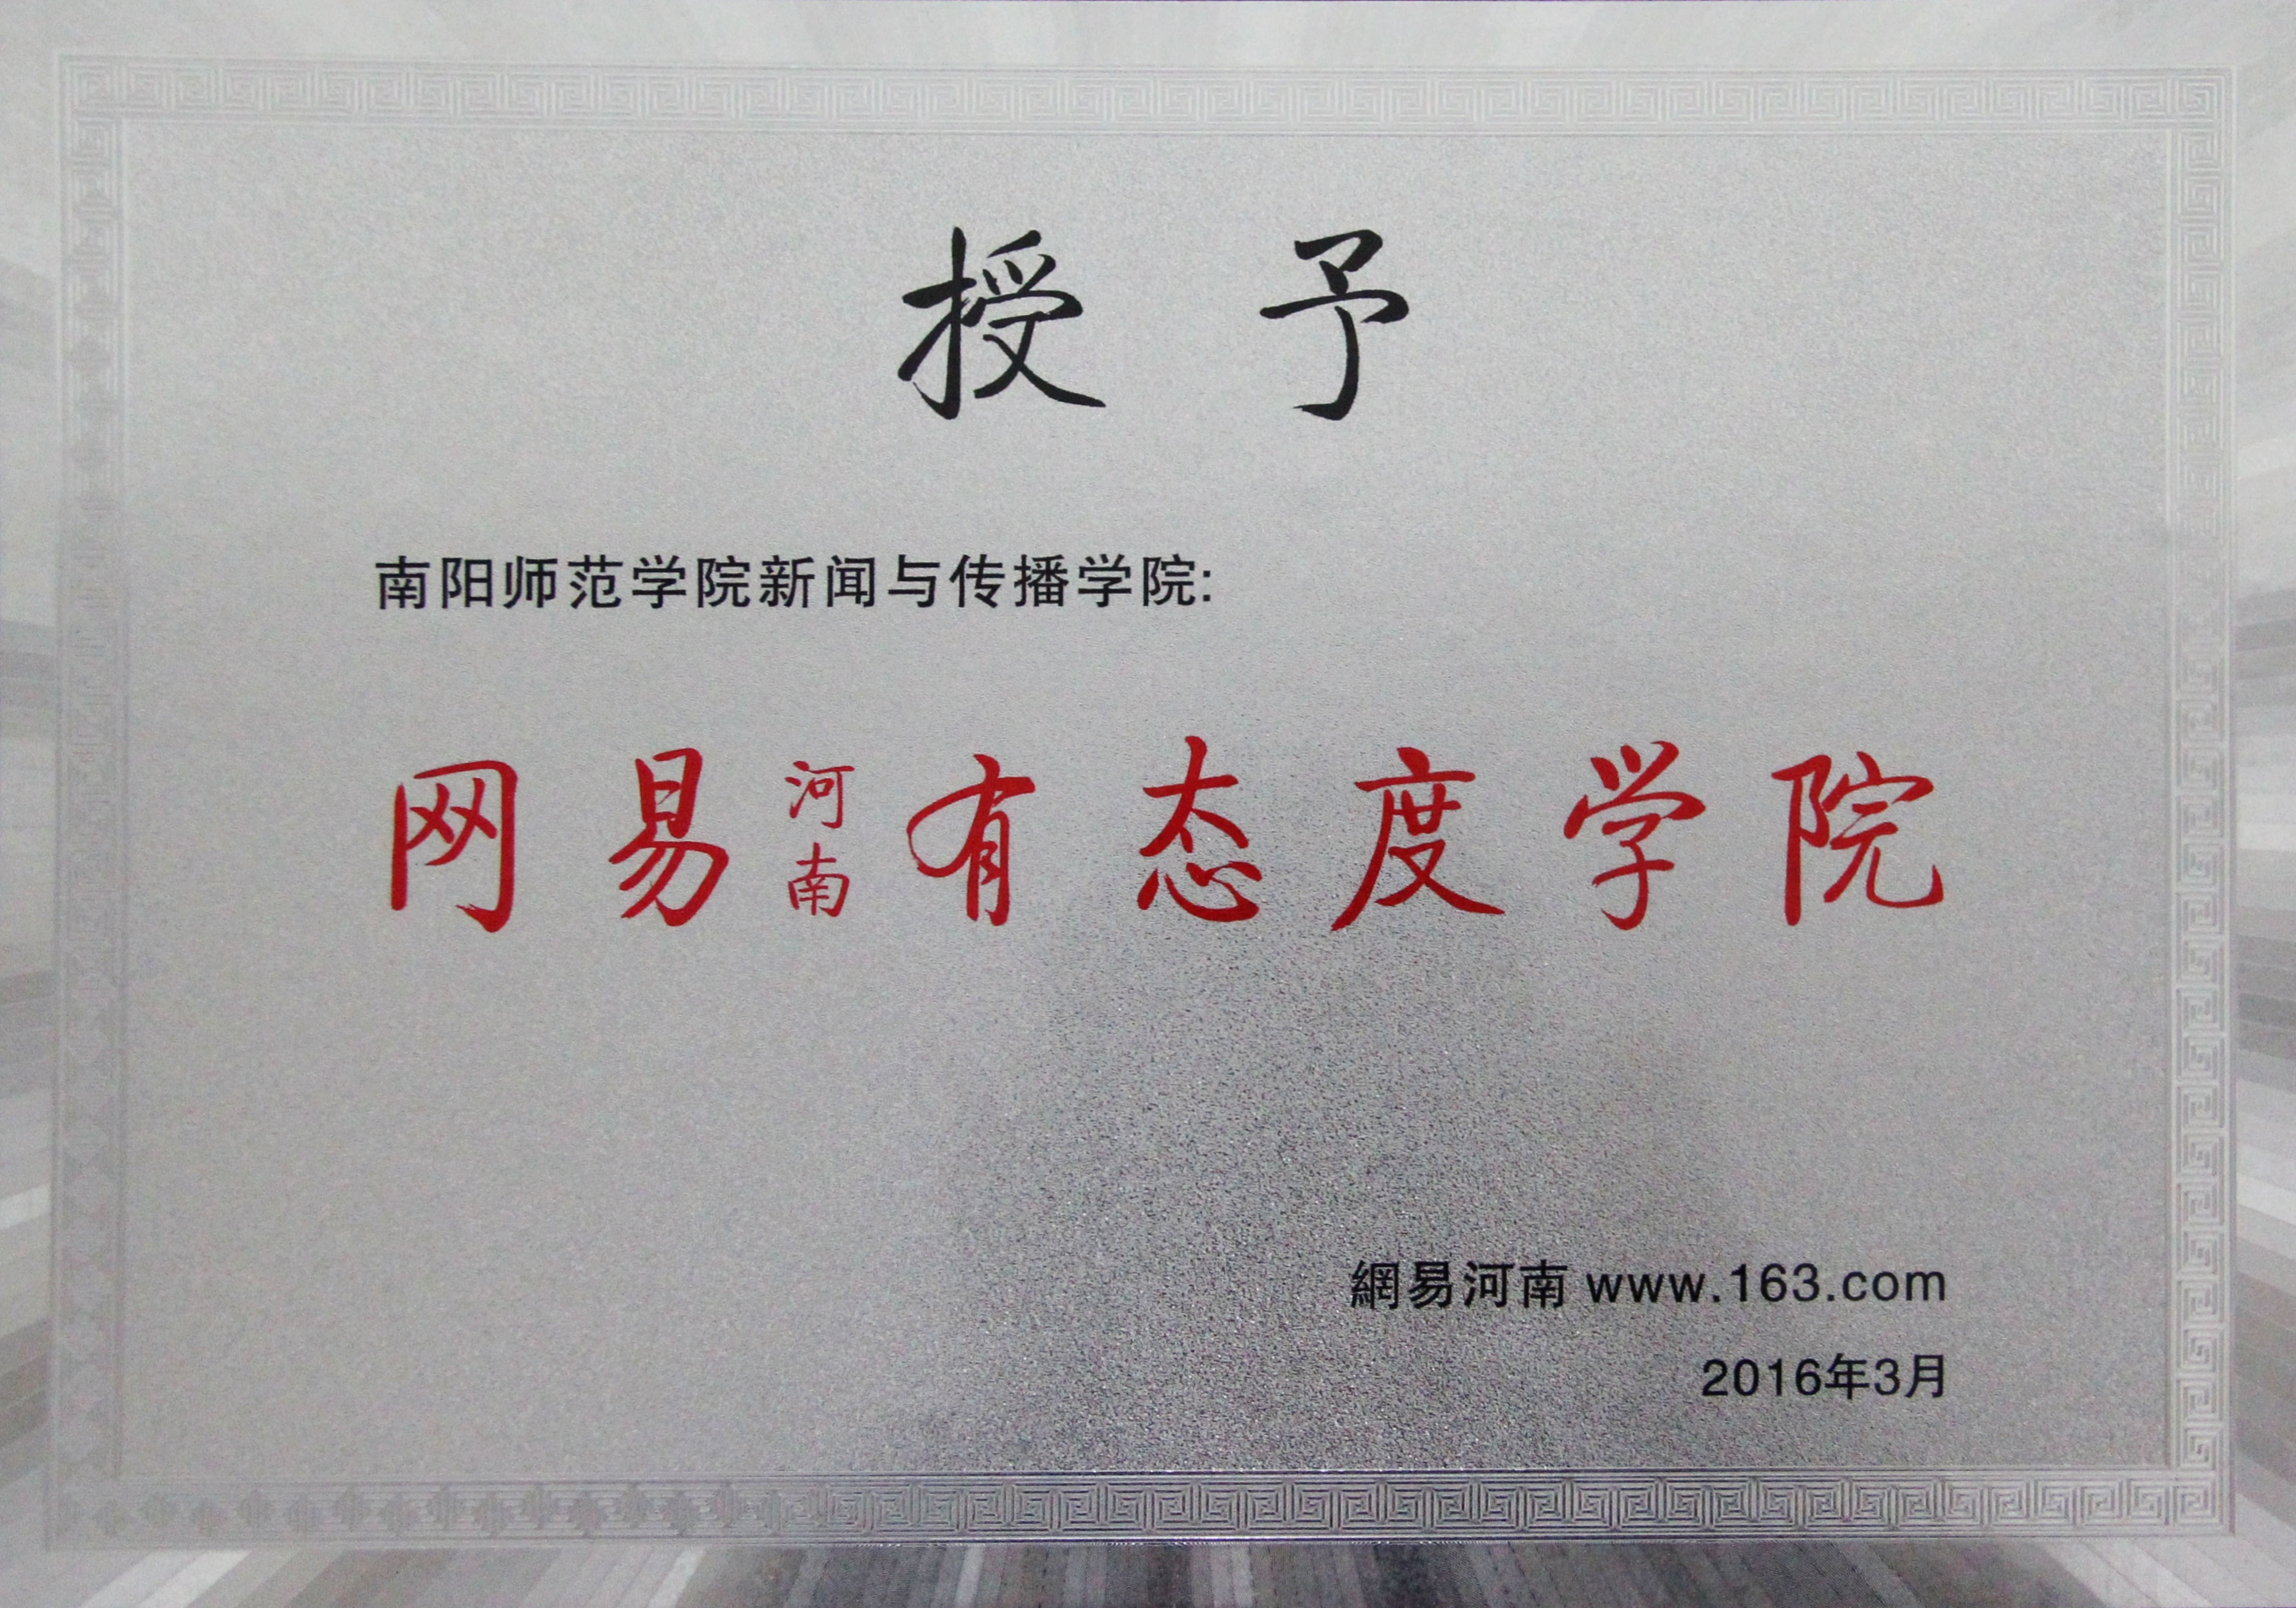 授予
南阳师范学院新闻与传播学院:
网易河南有态度学院
網易河南 www.163.com
2016年3月